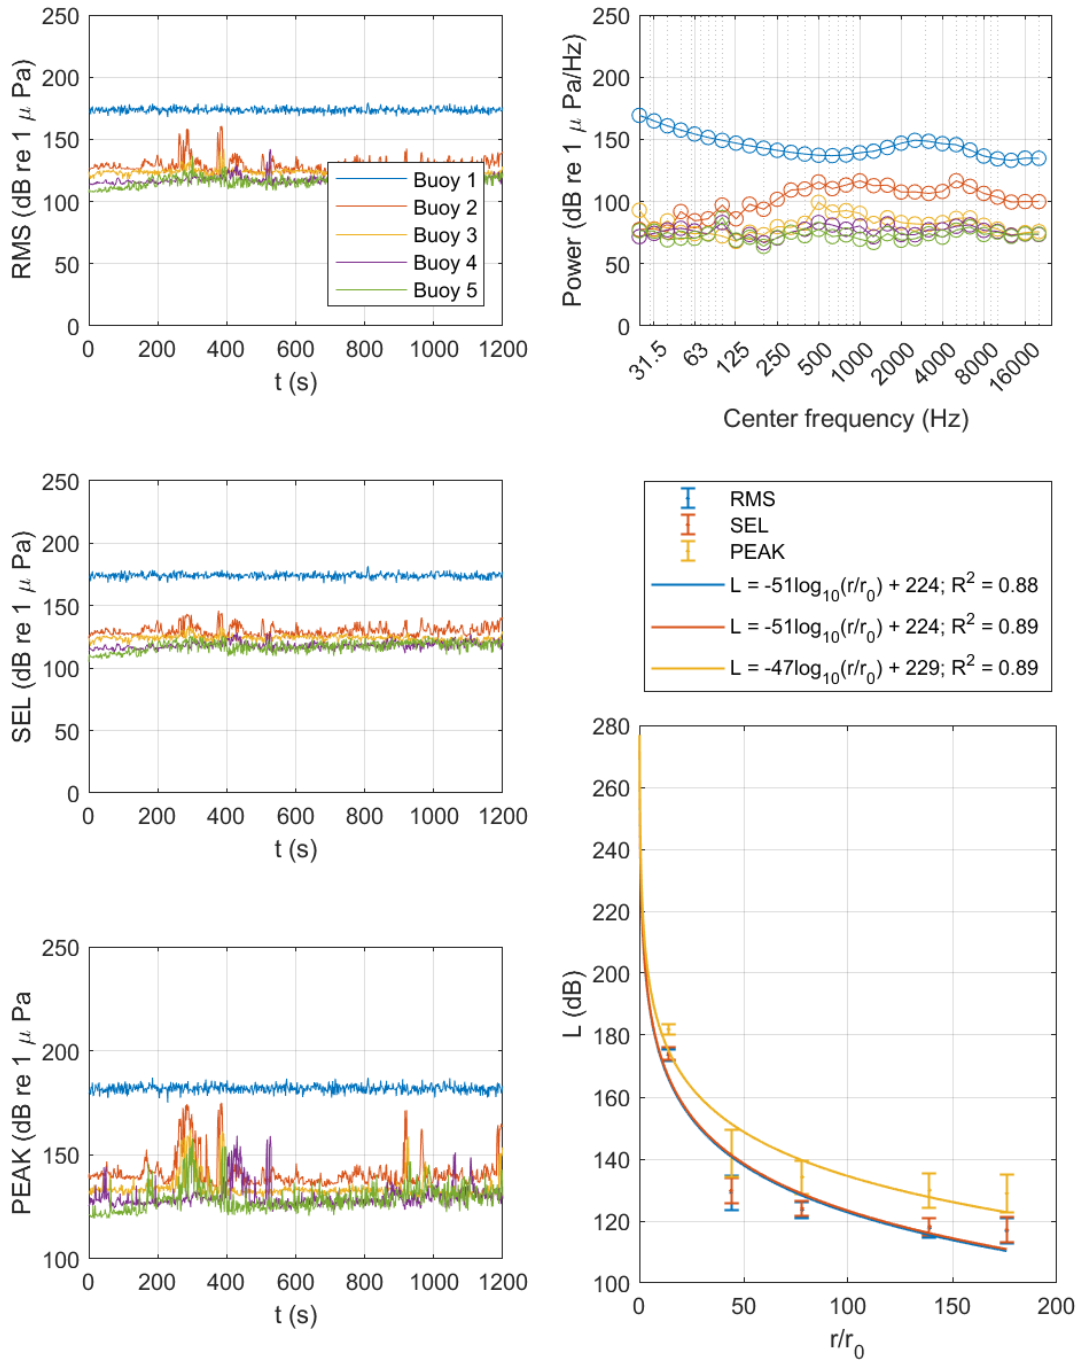 250
200
150
100
50
0
RMS (dB re 1 μ Pa)
0 200 400 600 800 1000 1200
t (s)
Buoy 1
Buoy 2
Buoy 3
Buoy 4
Buoy 5
250
200
150
100
50
0
Power (dB re 1 μ Pa/Hz)
31.5 63 125 250 500 1000 2000 4000 8000 16000
Center frequency (Hz)
250
200
150
100
50
0
SEL (dB re 1 μ Pa)
0 200 400 600 800 1000 1200
t (s)
RMS
SEL
PEAK
L = -51log₁₀(r/r₀) + 224; R² = 0.88
L = -51log₁₀(r/r₀) + 224; R² = 0.89
L = -47log₁₀(r/r₀) + 229; R² = 0.89
250
200
150
100
PEAK (dB re 1 μ Pa
0 200 400 600 800 1000 1200
t (s)
280
260
240
220
200
180
160
140
120
100
L (dB)
0 50 100 150 200
r/r₀